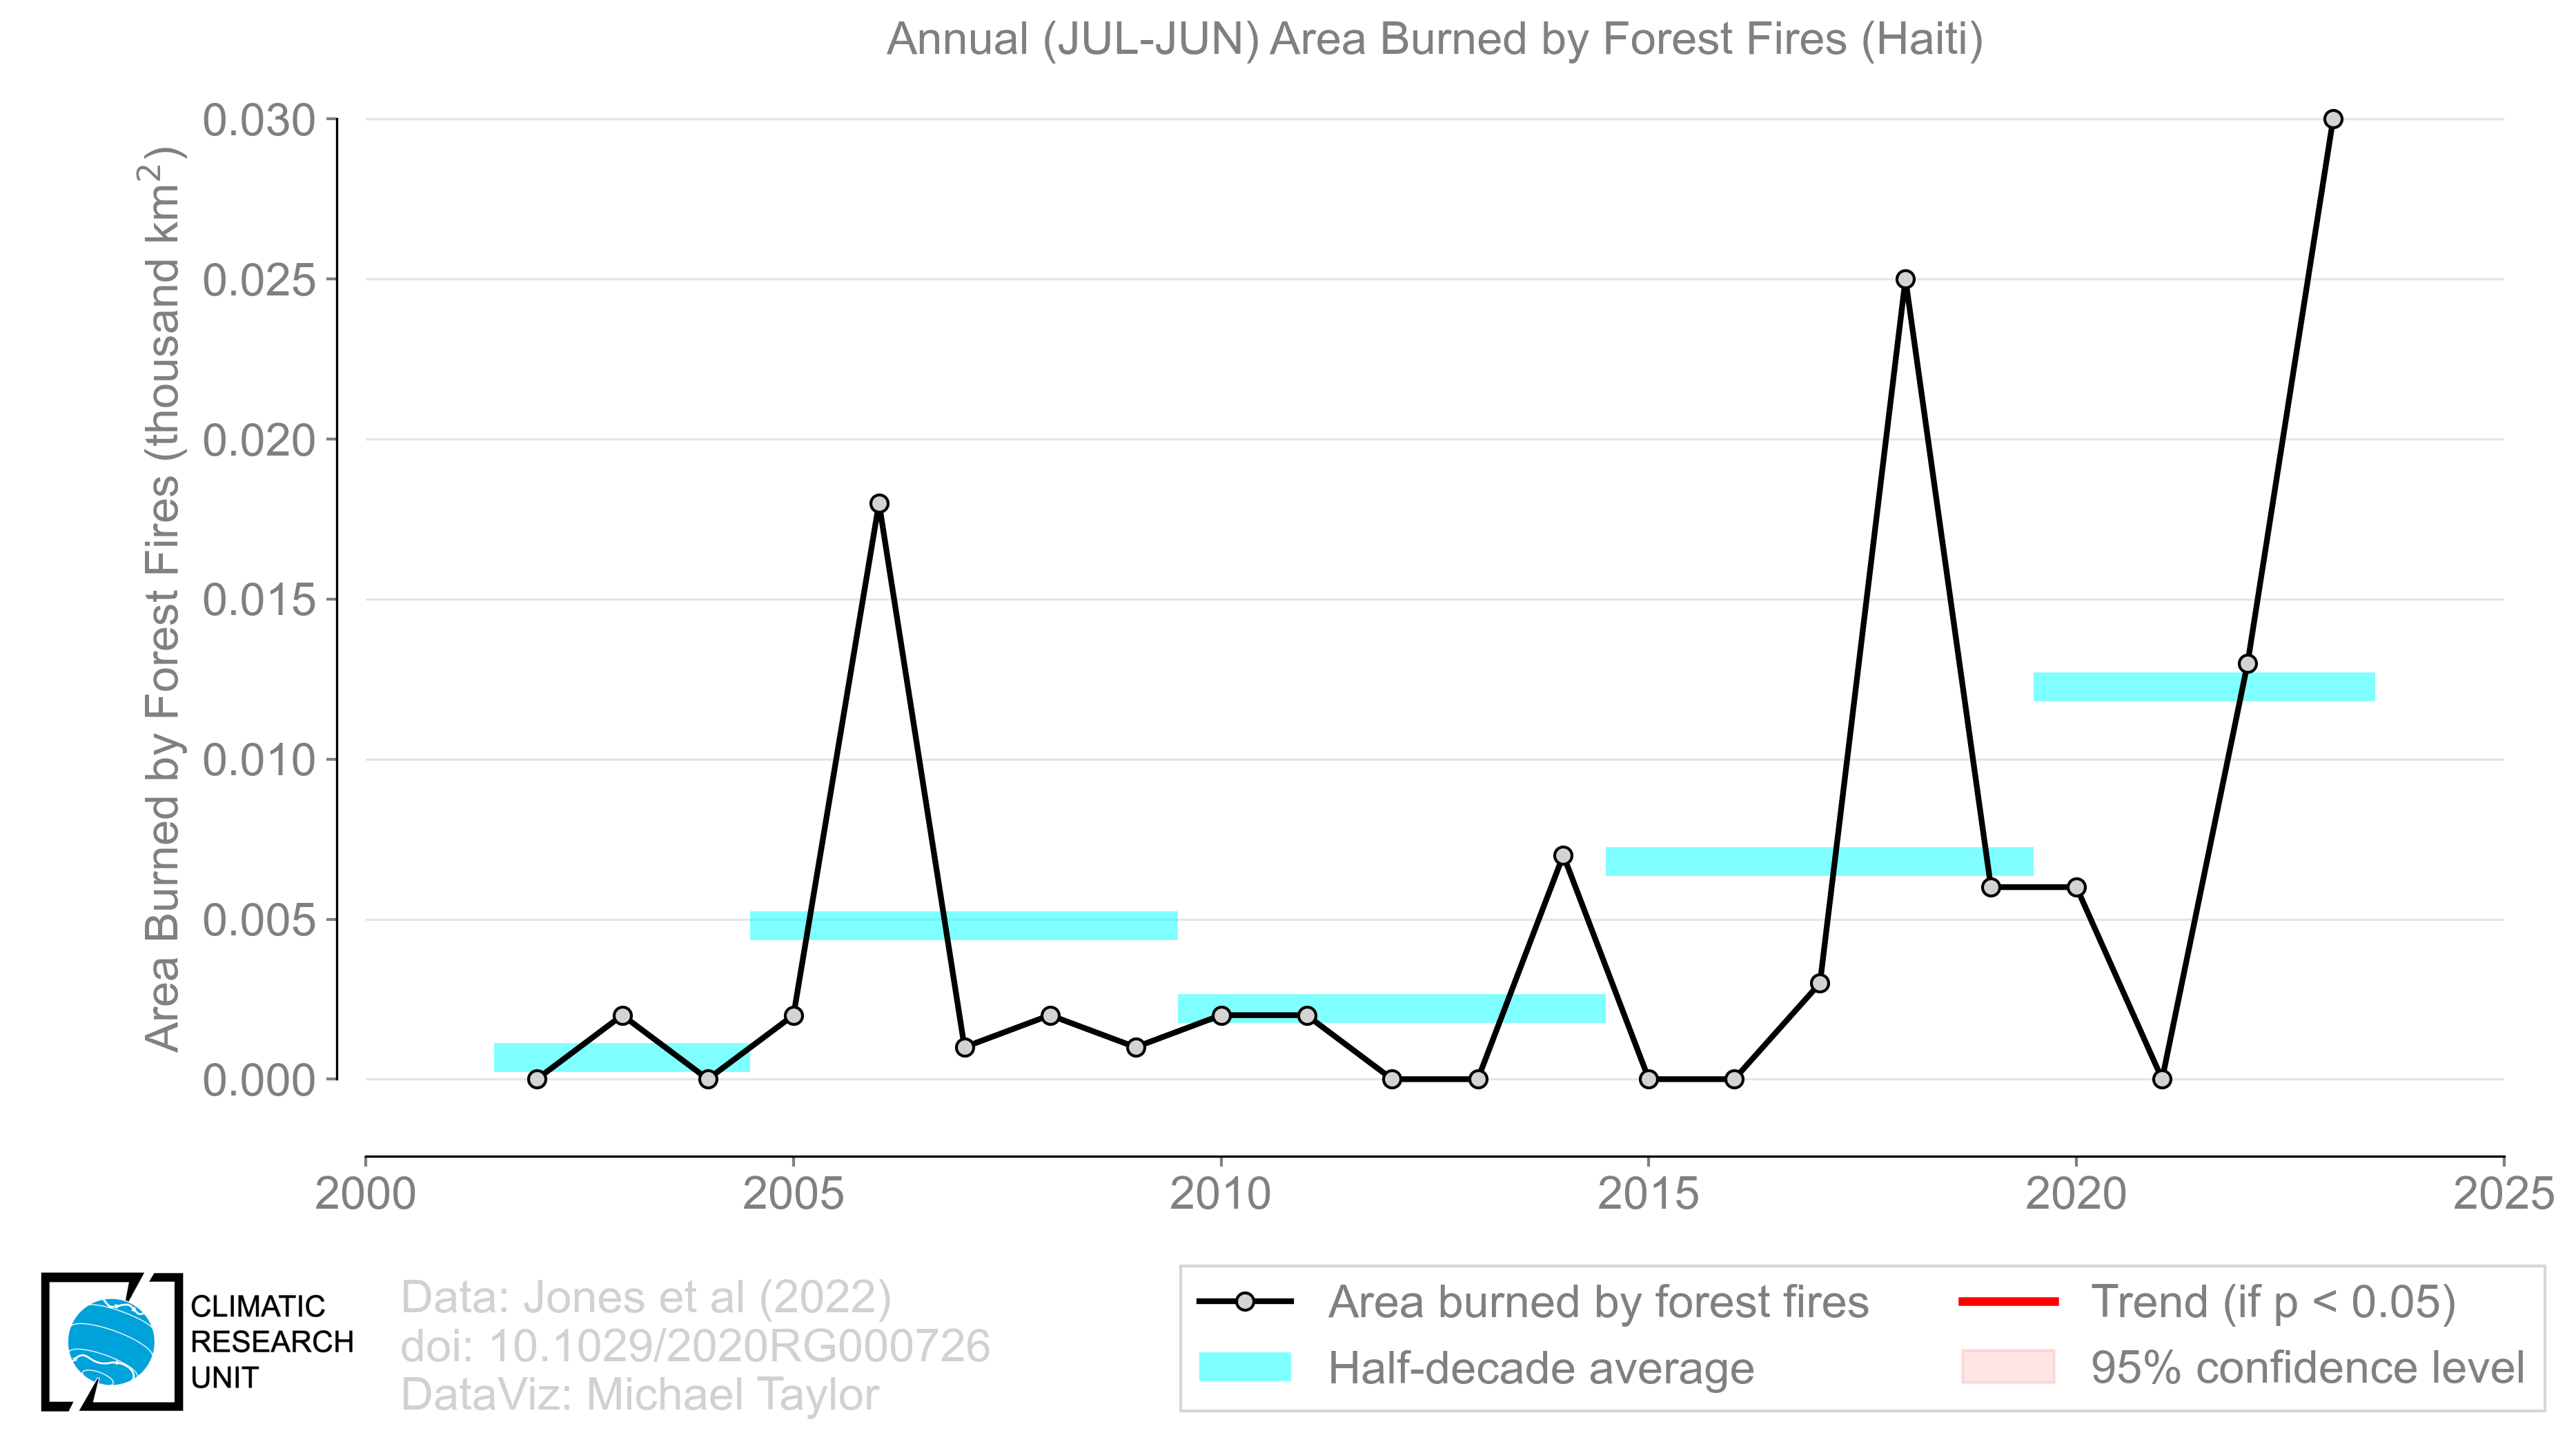 Annual (JUL-JUN) Area Burned by Forest Fires (Haiti)
Area Burned by Forest Fires (thousand km²)
0.030
0.025
0.020
0.015
0.010
0.005
0.000
2000 2005 2010 2015 2020 2025
CLIMATIC
RESEARCH
UNIT
Data: Jones et al (2022)
doi: 10.1029/2020RG000726
DataViz: Michael Taylor
Area burned by forest fires
Half-decade average
Trend (if p < 0.05)
95% confidence level